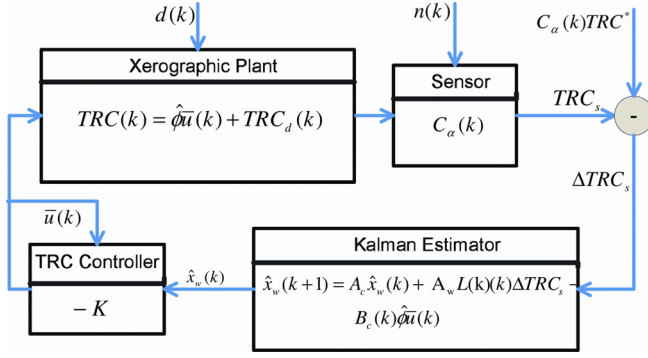 d(k)
n(k)
C_α(k)TRC*
Xerographic Plant
TRC(k) = ϕ̂ū(k) + TRC_d(k)
Sensor
C_α(k)
TRC_s
-
ΔTRC_s
ū(k)
TRC Controller
- K
x̂_w(k)
Kalman Estimator
x̂_w(k+1) = A_c x̂_w(k) + A_w L(k)(k)ΔTRC_s -
B_c(k)ϕ̂ū(k)